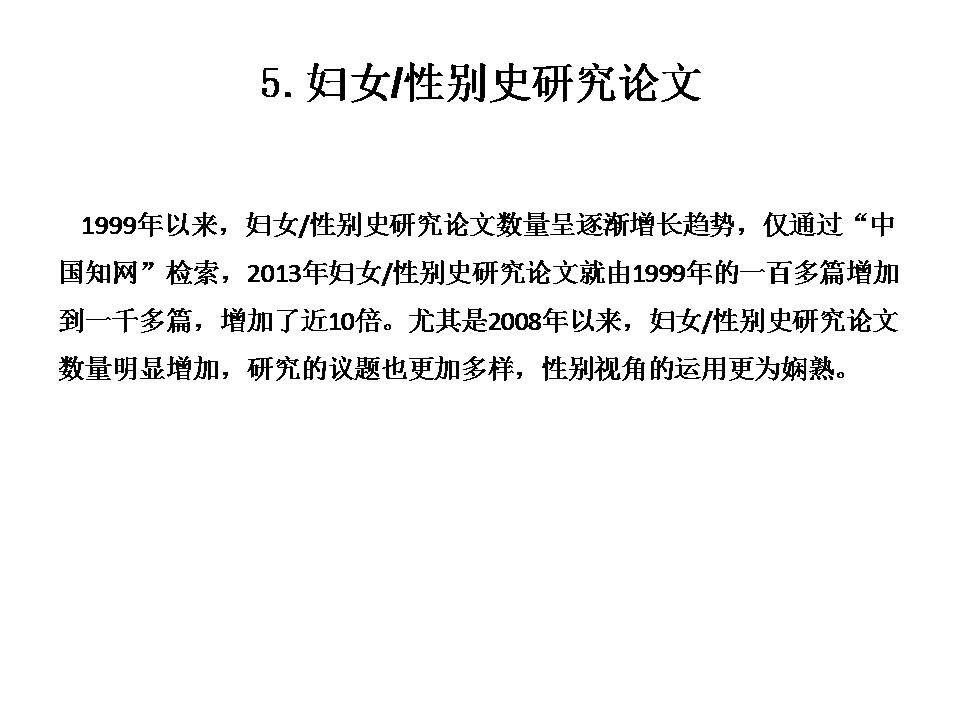 5. 妇女/性别史研究论文
1999年以来，妇女/性别史研究论文数量呈逐渐增长趋势，仅通过“中
国知网”检索，2013年妇女/性别史研究论文就由1999年的一百多篇增加
到一千多篇，增加了近10倍。尤其是2008年以来，妇女/性别史研究论文
数量明显增加，研究的议题也更加多样，性别视角的运用更为娴熟。